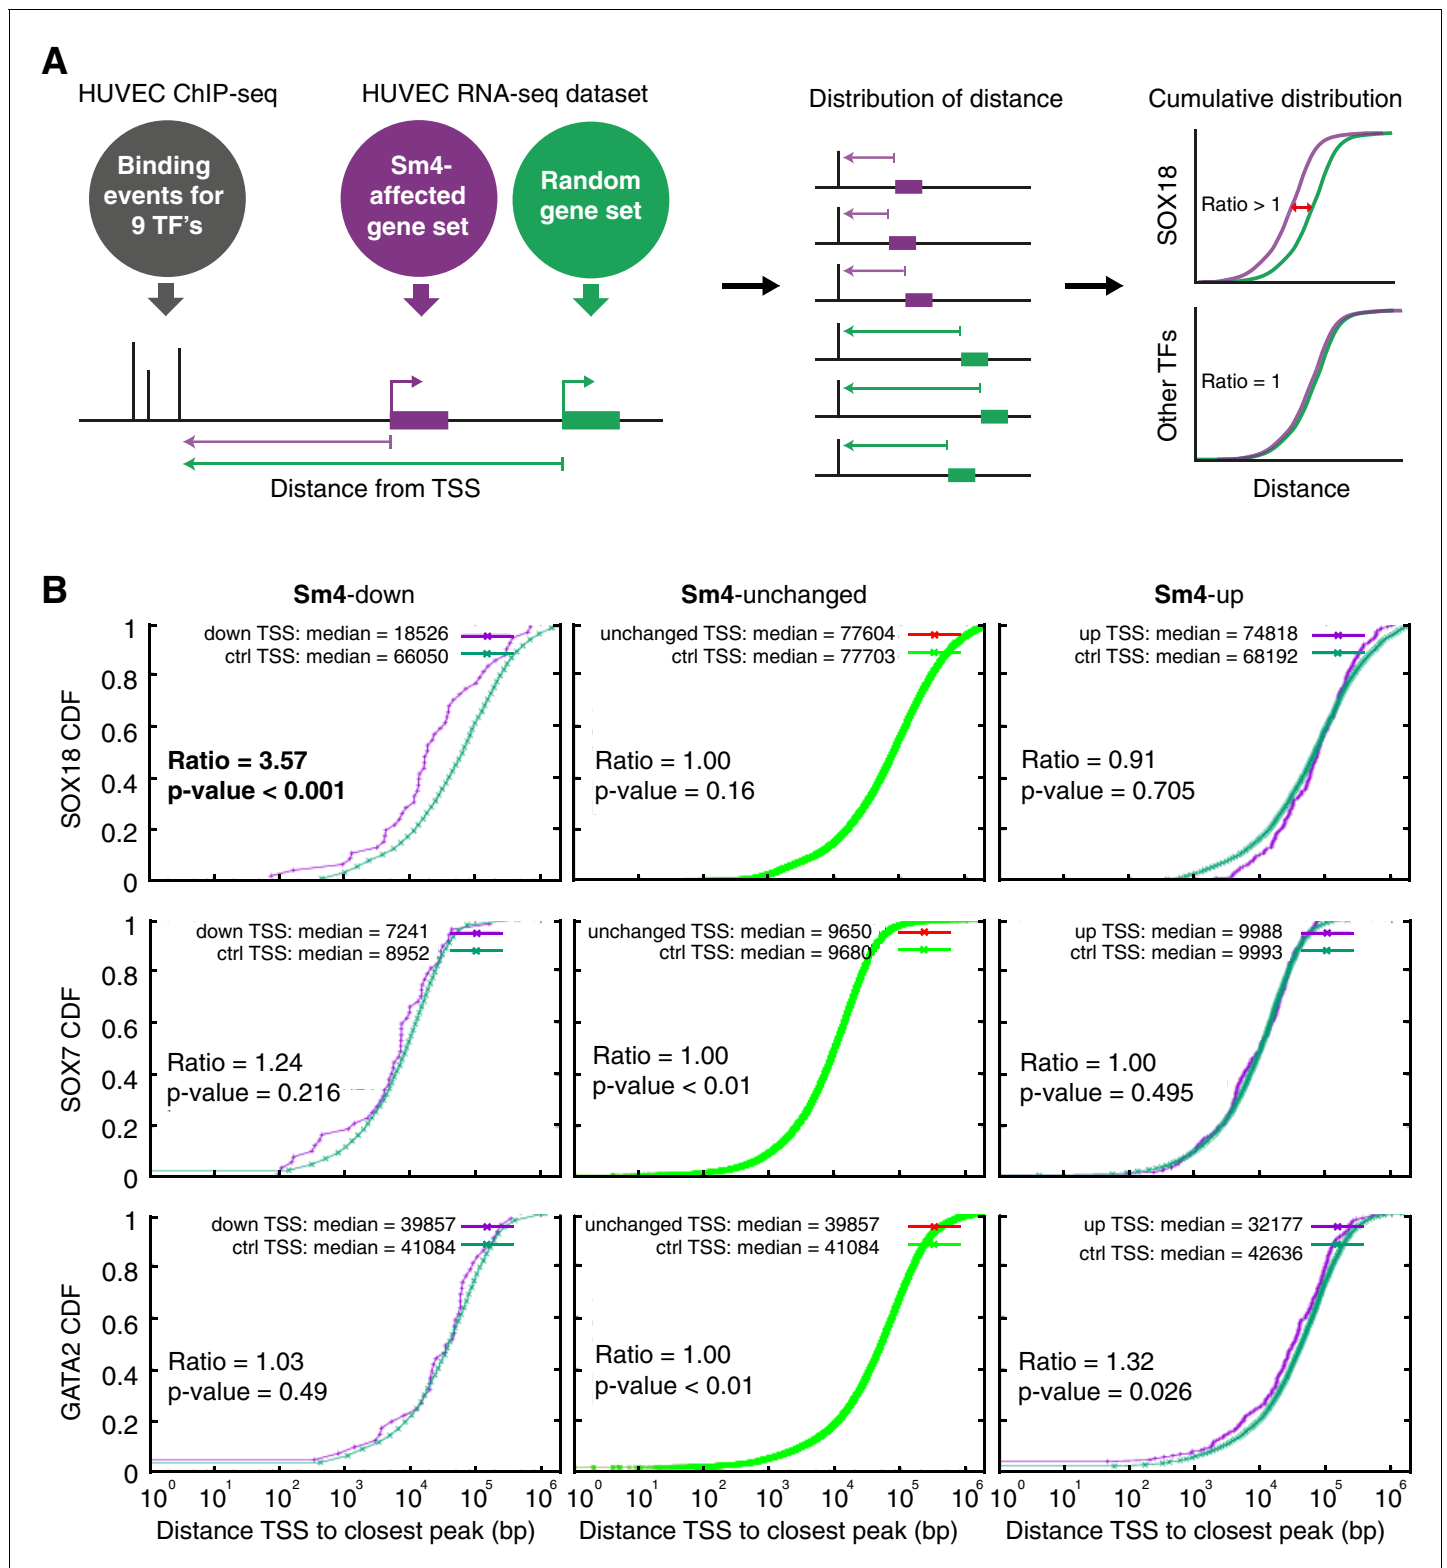 A
HUVEC ChIP-seq
HUVEC RNA-seq dataset
Binding
events for
9 TF's
Sm4-
affected
gene set
Random
gene set
Distance from TSS
Distribution of distance
Cumulative distribution
SOX18
Ratio > 1
Other TFs
Ratio = 1
Distance
B
Sm4-down
Sm4-unchanged
Sm4-up
SOX18 CDF
1
0.8
0.6
0.4
0.2
0
down TSS: median = 18526
ctrl TSS: median = 66050
Ratio = 3.57
p-value < 0.001
unchanged TSS: median = 77604
ctrl TSS: median = 77703
Ratio = 1.00
p-value = 0.16
up TSS: median = 74818
ctrl TSS: median = 68192
Ratio = 0.91
p-value = 0.705
SOX7 CDF
1
0.8
0.6
0.4
0.2
0
down TSS: median = 7241
ctrl TSS: median = 8952
Ratio = 1.24
p-value = 0.216
unchanged TSS: median = 9650
ctrl TSS: median = 9680
Ratio = 1.00
p-value < 0.01
up TSS: median = 9988
ctrl TSS: median = 9993
Ratio = 1.00
p-value = 0.495
GATA2 CDF
1
0.8
0.6
0.4
0.2
0
down TSS: median = 39857
ctrl TSS: median = 41084
Ratio = 1.03
p-value = 0.49
unchanged TSS: median = 39857
ctrl TSS: median = 41084
Ratio = 1.00
p-value < 0.01
up TSS: median = 32177
ctrl TSS: median = 42636
Ratio = 1.32
p-value = 0.026
10⁰ 10¹ 10² 10³ 10⁴ 10⁵ 10⁶
10⁰ 10¹ 10² 10³ 10⁴ 10⁵ 10⁶
10⁰ 10¹ 10² 10³ 10⁴ 10⁵ 10⁶
Distance TSS to closest peak (bp)
Distance TSS to closest peak (bp)
Distance TSS to closest peak (bp)